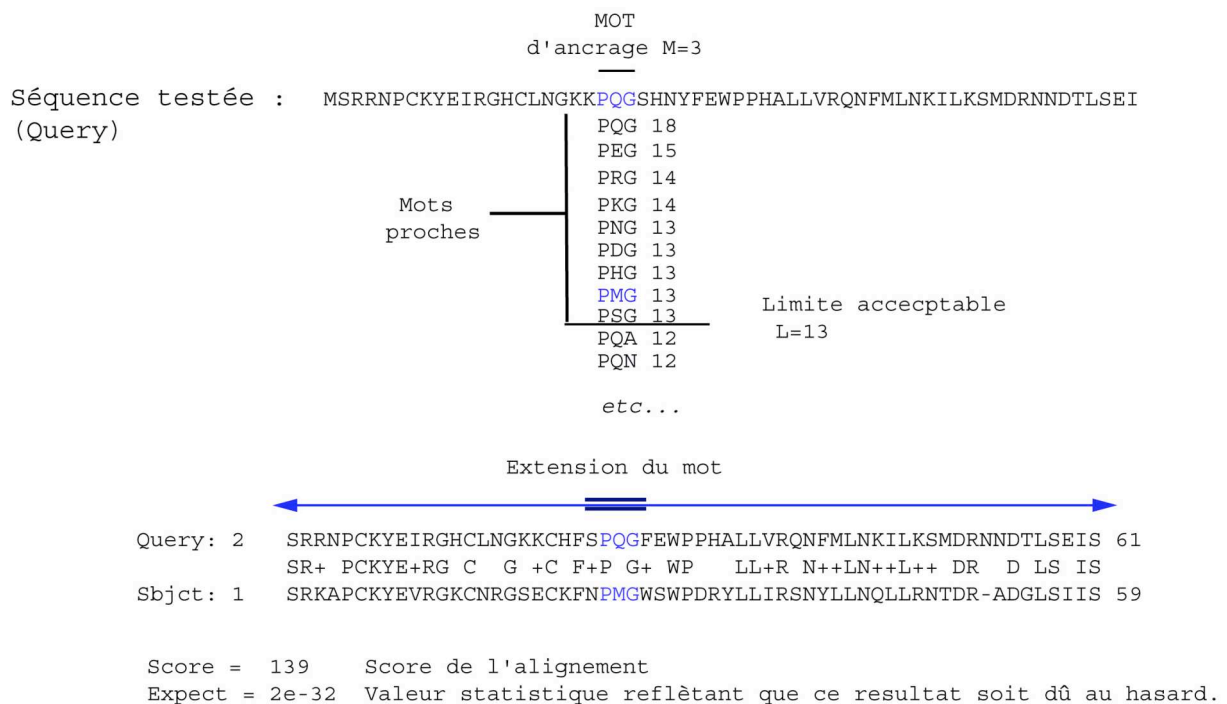 MOT
d'ancrage M=3
Séquence testée : MSRRNPCKYEIRGHCLNGKKPQGSHNYFEWPPHALLVRQNFMLNKILKSMDRNNDTLSEI
(Query)
PQG 18
PEG 15
PRG 14
PKG 14
Mots
proches
PNG 13
PDG 13
PHG 13
PMG 13
PSG 13
Limite accecptable
L=13
PQA 12
PQN 12
etc...
Extension du mot
Query: 2 SRRNPCKYEIRGHCLNGKKCHFSPQGFEWPPHALLVRQNFMLNKILKSMDRNNDTLSEIS 61
SR+ PCKYE+RG C G +C F+P G+ WP LL+R N++LN++L++ DR D LS IS
Sbjct: 1 SRKAPCKYEVRGKCNRGSECKFNPMGWSWPDRYLLIRSNYLLNQLLRNTDR-ADGLSIIS 59
Score = 139 Score de l'alignement
Expect = 2e-32 Valeur statistique reflètant que ce resultat soit dû au hasard.